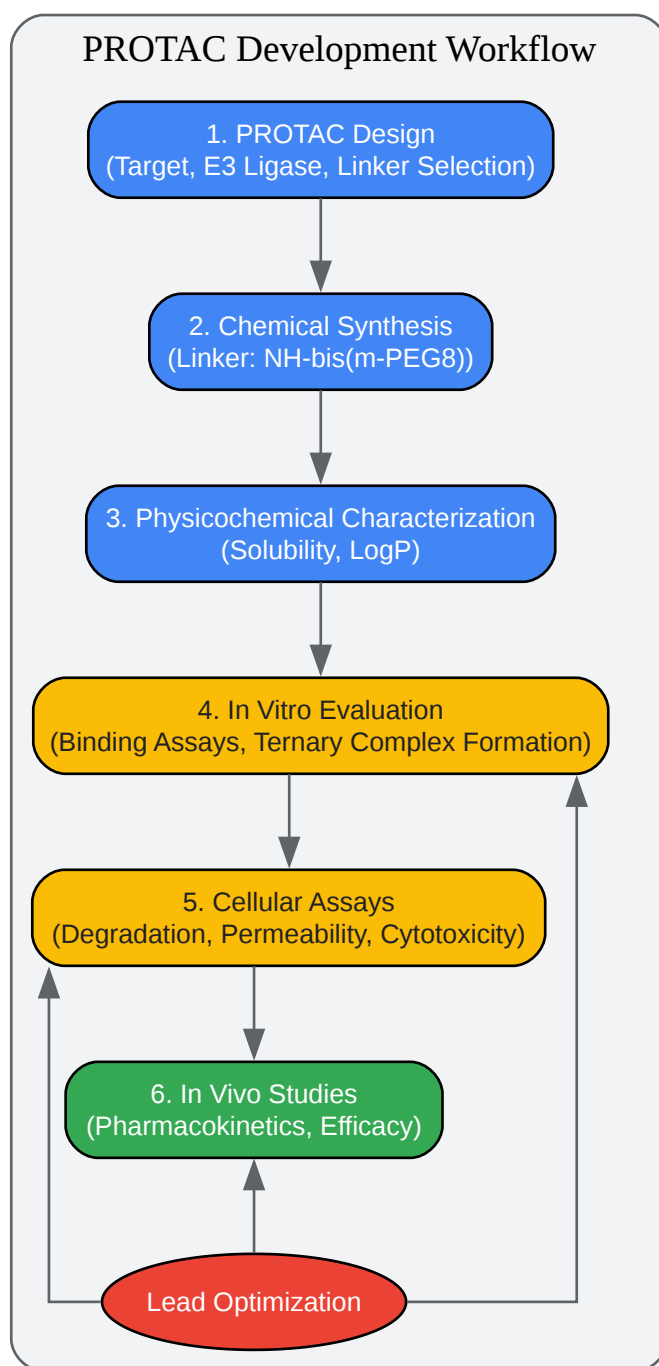 PROTAC Development Workflow
1. PROTAC Design
(Target, E3 Ligase, Linker Selection)
2. Chemical Synthesis
(Linker: NH-bis(m-PEG8))
3. Physicochemical Characterization
(Solubility, LogP)
4. In Vitro Evaluation
(Binding Assays, Ternary Complex Formation)
5. Cellular Assays
(Degradation, Permeability, Cytotoxicity)
6. In Vivo Studies
(Pharmacokinetics, Efficacy)
Lead Optimization